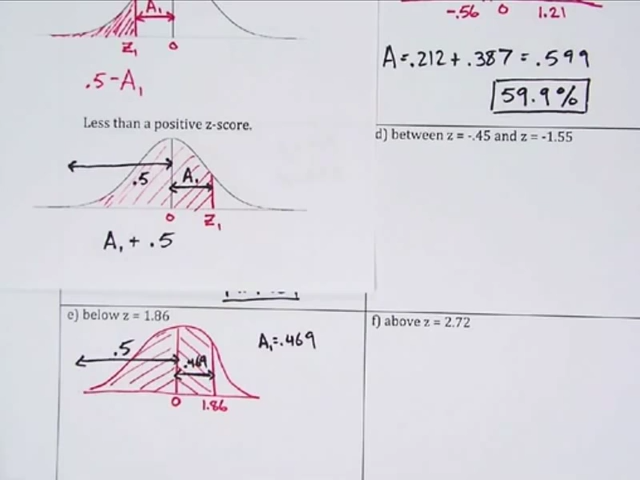 A₁
Z₁ 0
.5-A₁
Less than a positive z-score.
.5 A₁
0 Z₁
A₁ + .5
-.56 0 1.21
A=.212+.387=.599
59.9%
d) between z = -.45 and z = -1.55
e) below z = 1.86
.5 .469
A₁=.469
0 1.86
f) above z = 2.72